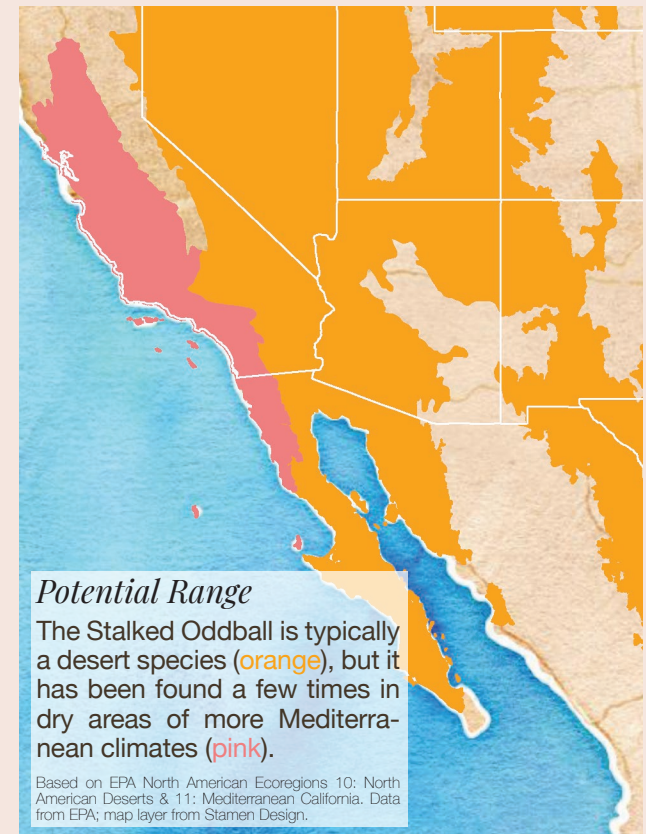 Potential Range
The Stalked Oddball is typically
a desert species (orange), but it
has been found a few times in
dry areas of more Mediterra-
nean climates (pink).
Based on EPA North American Ecoregions 10: North
American Deserts & 11: Mediterranean California. Data
from EPA; map layer from Stamen Design.